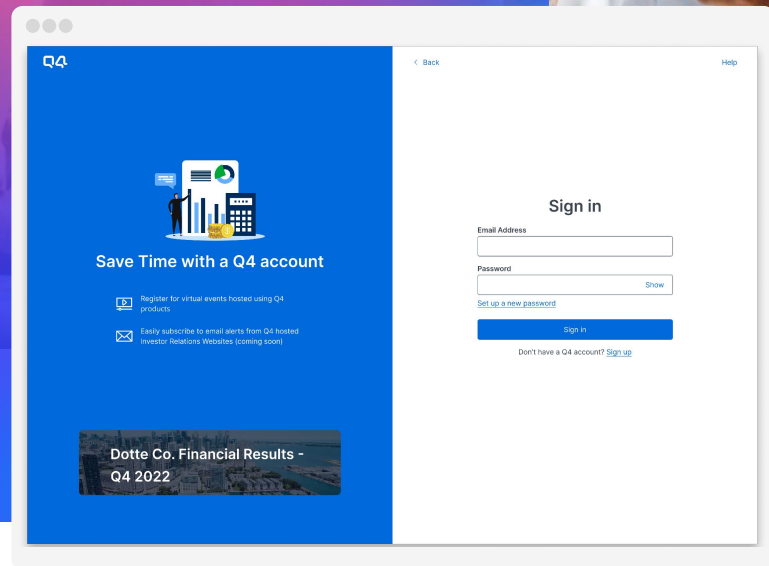 Q4
Save Time with a Q4 account
Register for virtual events hosted using Q4
products
Easily subscribe to email alerts from Q4 hosted
Investor Relations Websites (coming soon)
Dotte Co. Financial Results -
Q4 2022
< Back
Help
Sign in
Email Address
Password
Show
Set up a new password
Sign in
Don't have a Q4 account? Sign up